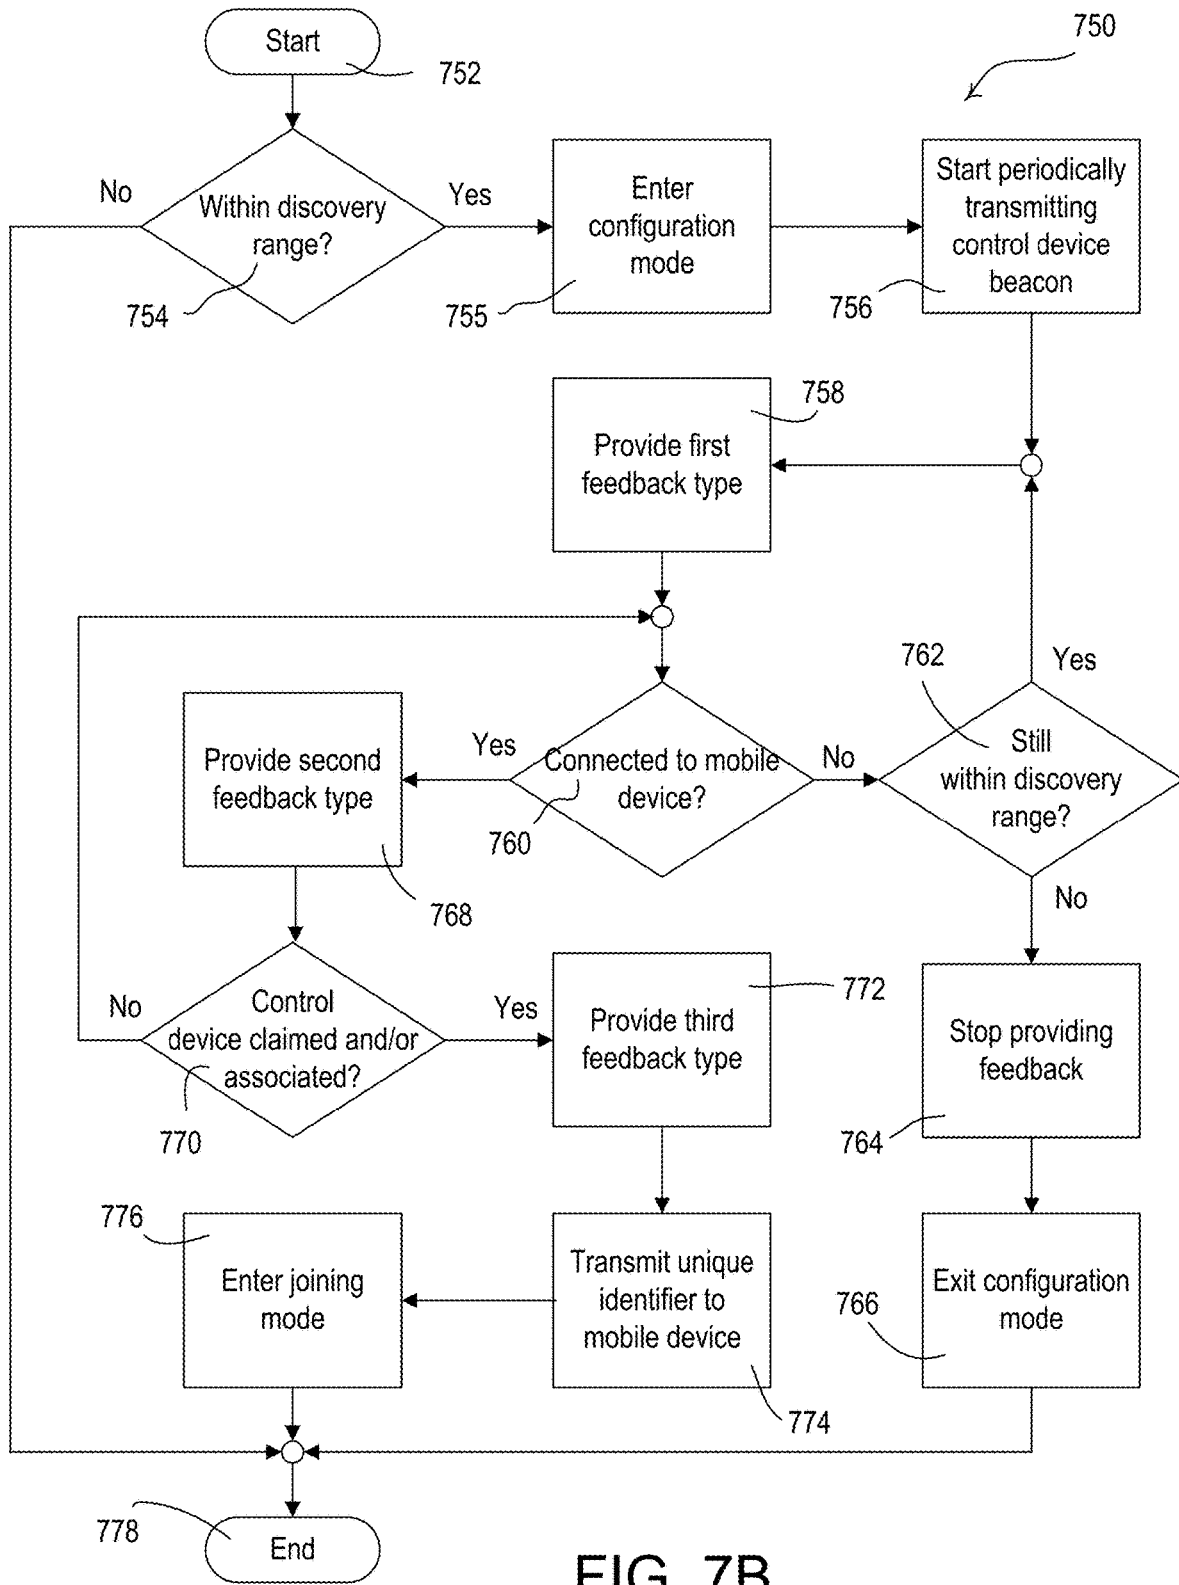 Start
752
750
No
Within discovery
range?
Yes
754
Enter
configuration
mode
755
Start periodically
transmitting
control device
beacon
756
758
Provide first
feedback type
762
Yes
Provide second
feedback type
Yes
Connected to mobile
device?
No
760
Still
within discovery
range?
768
No
No
Control
device claimed and/or
associated?
Yes
770
772
Provide third
feedback type
Stop providing
feedback
764
776
Enter joining
mode
Transmit unique
identifier to
mobile device
774
Exit configuration
mode
766
778
End
FIG. 7B